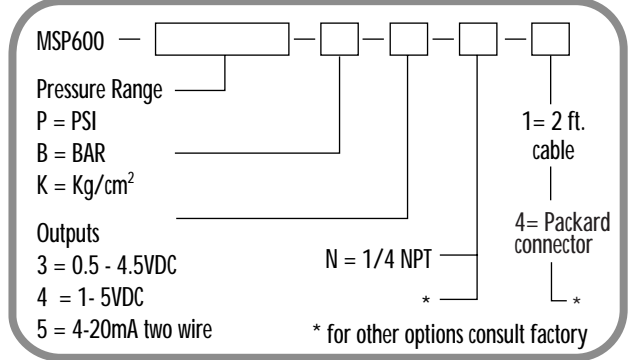 MSP600
Pressure Range
P = PSI
B = BAR
K = Kg/cm²
Outputs
3 = 0.5 - 4.5VDC
4 = 1- 5VDC
5 = 4-20mA two wire
N = 1/4 NPT
*
1= 2 ft.
cable
4= Packard
connector
*
* for other options consult factory